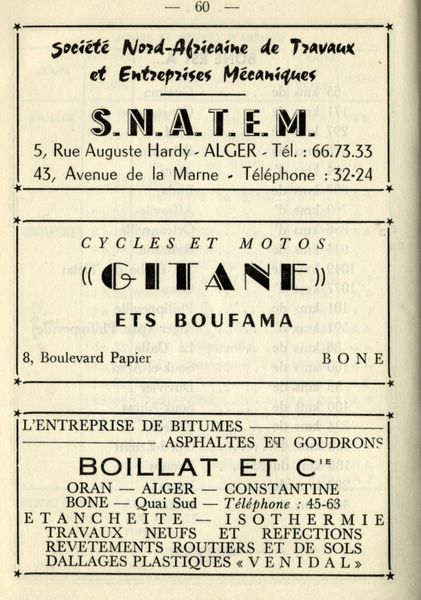 — 60 —
Société Nord-Africaine de Travaux
et Entreprises Mécaniques
S.N.A.T.E.M.
5, Rue Auguste Hardy - ALGER - Tél. : 66.73.33
43, Avenue de la Marne - Téléphone : 32-24
CYCLES ET MOTOS
((GITANE))
ETS BOUFAMA
8, Boulevard Papier BONE
L'ENTREPRISE DE BITUMES
ASPHALTES ET GOUDRONS
BOILLAT ET CIE
ORAN — ALGER — CONSTANTINE
BONE — Quai Sud — Téléphone : 45-63
ETANCHEITE — ISOTHERMIE
TRAVAUX NEUFS ET REFECTIONS
REVETEMENTS ROUTIERS ET DE SOLS
DALLAGES PLASTIQUES « VENIDAL »